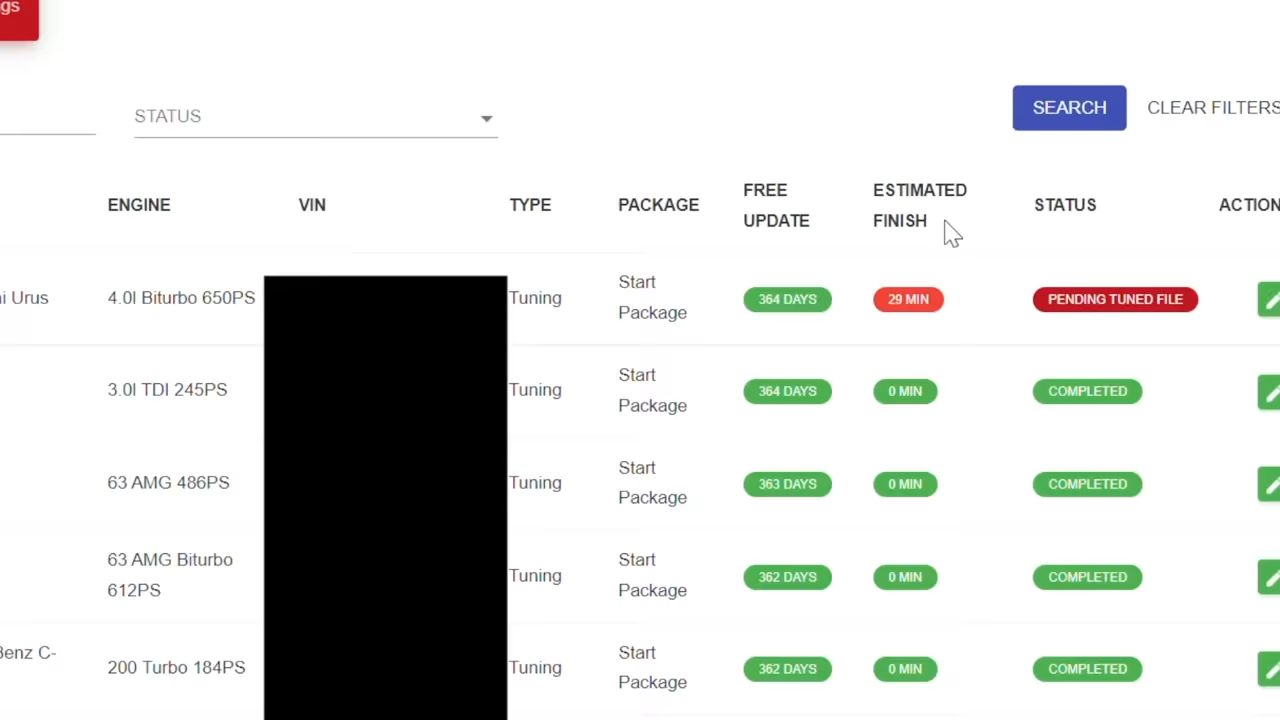 gs
STATUS
SEARCH
CLEAR FILTERS
ENGINE
VIN
TYPE
PACKAGE
FREE
UPDATE
ESTIMATED
FINISH
STATUS
ACTION
i Urus
4.0l Biturbo 650PS
Tuning
Start
Package
364 DAYS
29 MIN
PENDING TUNED FILE
3.0l TDI 245PS
Tuning
Start
Package
364 DAYS
0 MIN
COMPLETED
63 AMG 486PS
Tuning
Start
Package
363 DAYS
0 MIN
COMPLETED
63 AMG Biturbo
612PS
Tuning
Start
Package
362 DAYS
0 MIN
COMPLETED
Benz C-
200 Turbo 184PS
Tuning
Start
Package
362 DAYS
0 MIN
COMPLETED